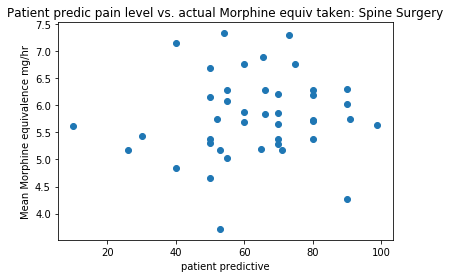 Patient predic pain level vs. actual Morphine equiv taken: Spine Surgery
7.5
7.0
6.5
6.0
5.5
5.0
4.5
4.0
Mean Morphine equivalence mg/hr
20 40 60 80 100
patient predictive